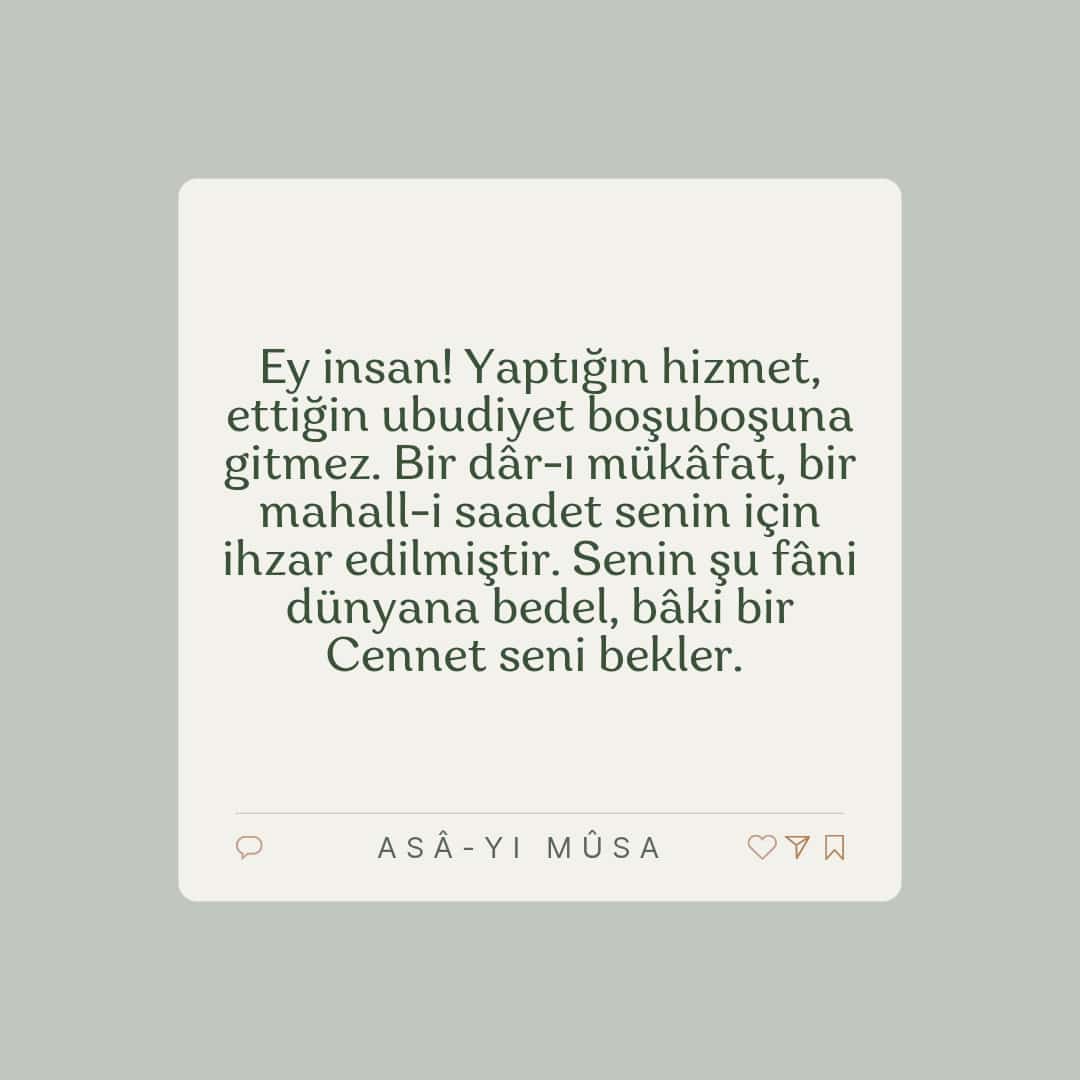 Ey insan! Yaptığın hizmet,
ettiğin ubudiyet boşuboşuna
gitmez. Bir dâr-ı mükâfat, bir
mahall-i saadet senin için
ihzar edilmiştir. Senin şu fâni
dünyana bedel, bâki bir
Cennet seni bekler.
ASÂ-YI MÛSA